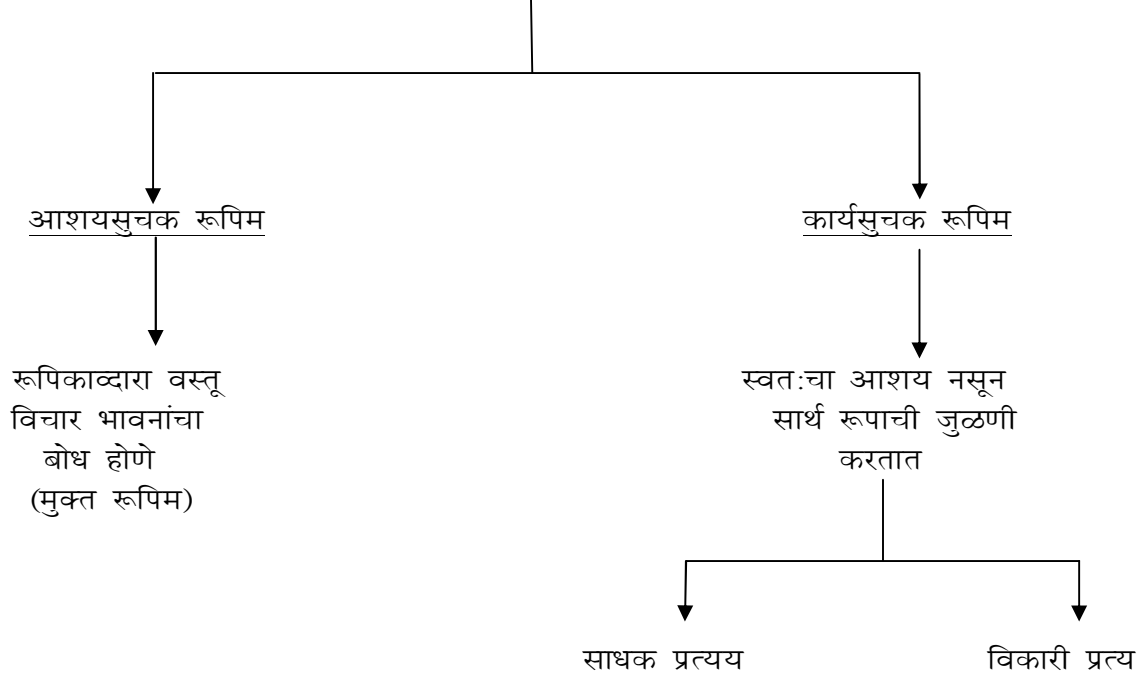 आशयसुचक रूपिम
कार्यसुचक रूपिम
रूपिकाव्दारा वस्तू
विचार भावनांचा
बोध होणे
(मुक्त रूपिम)
स्वत:चा आशय नसून
सार्थ रूपाची जुळणी
करतात
साधक प्रत्यय
विकारी प्रत्य